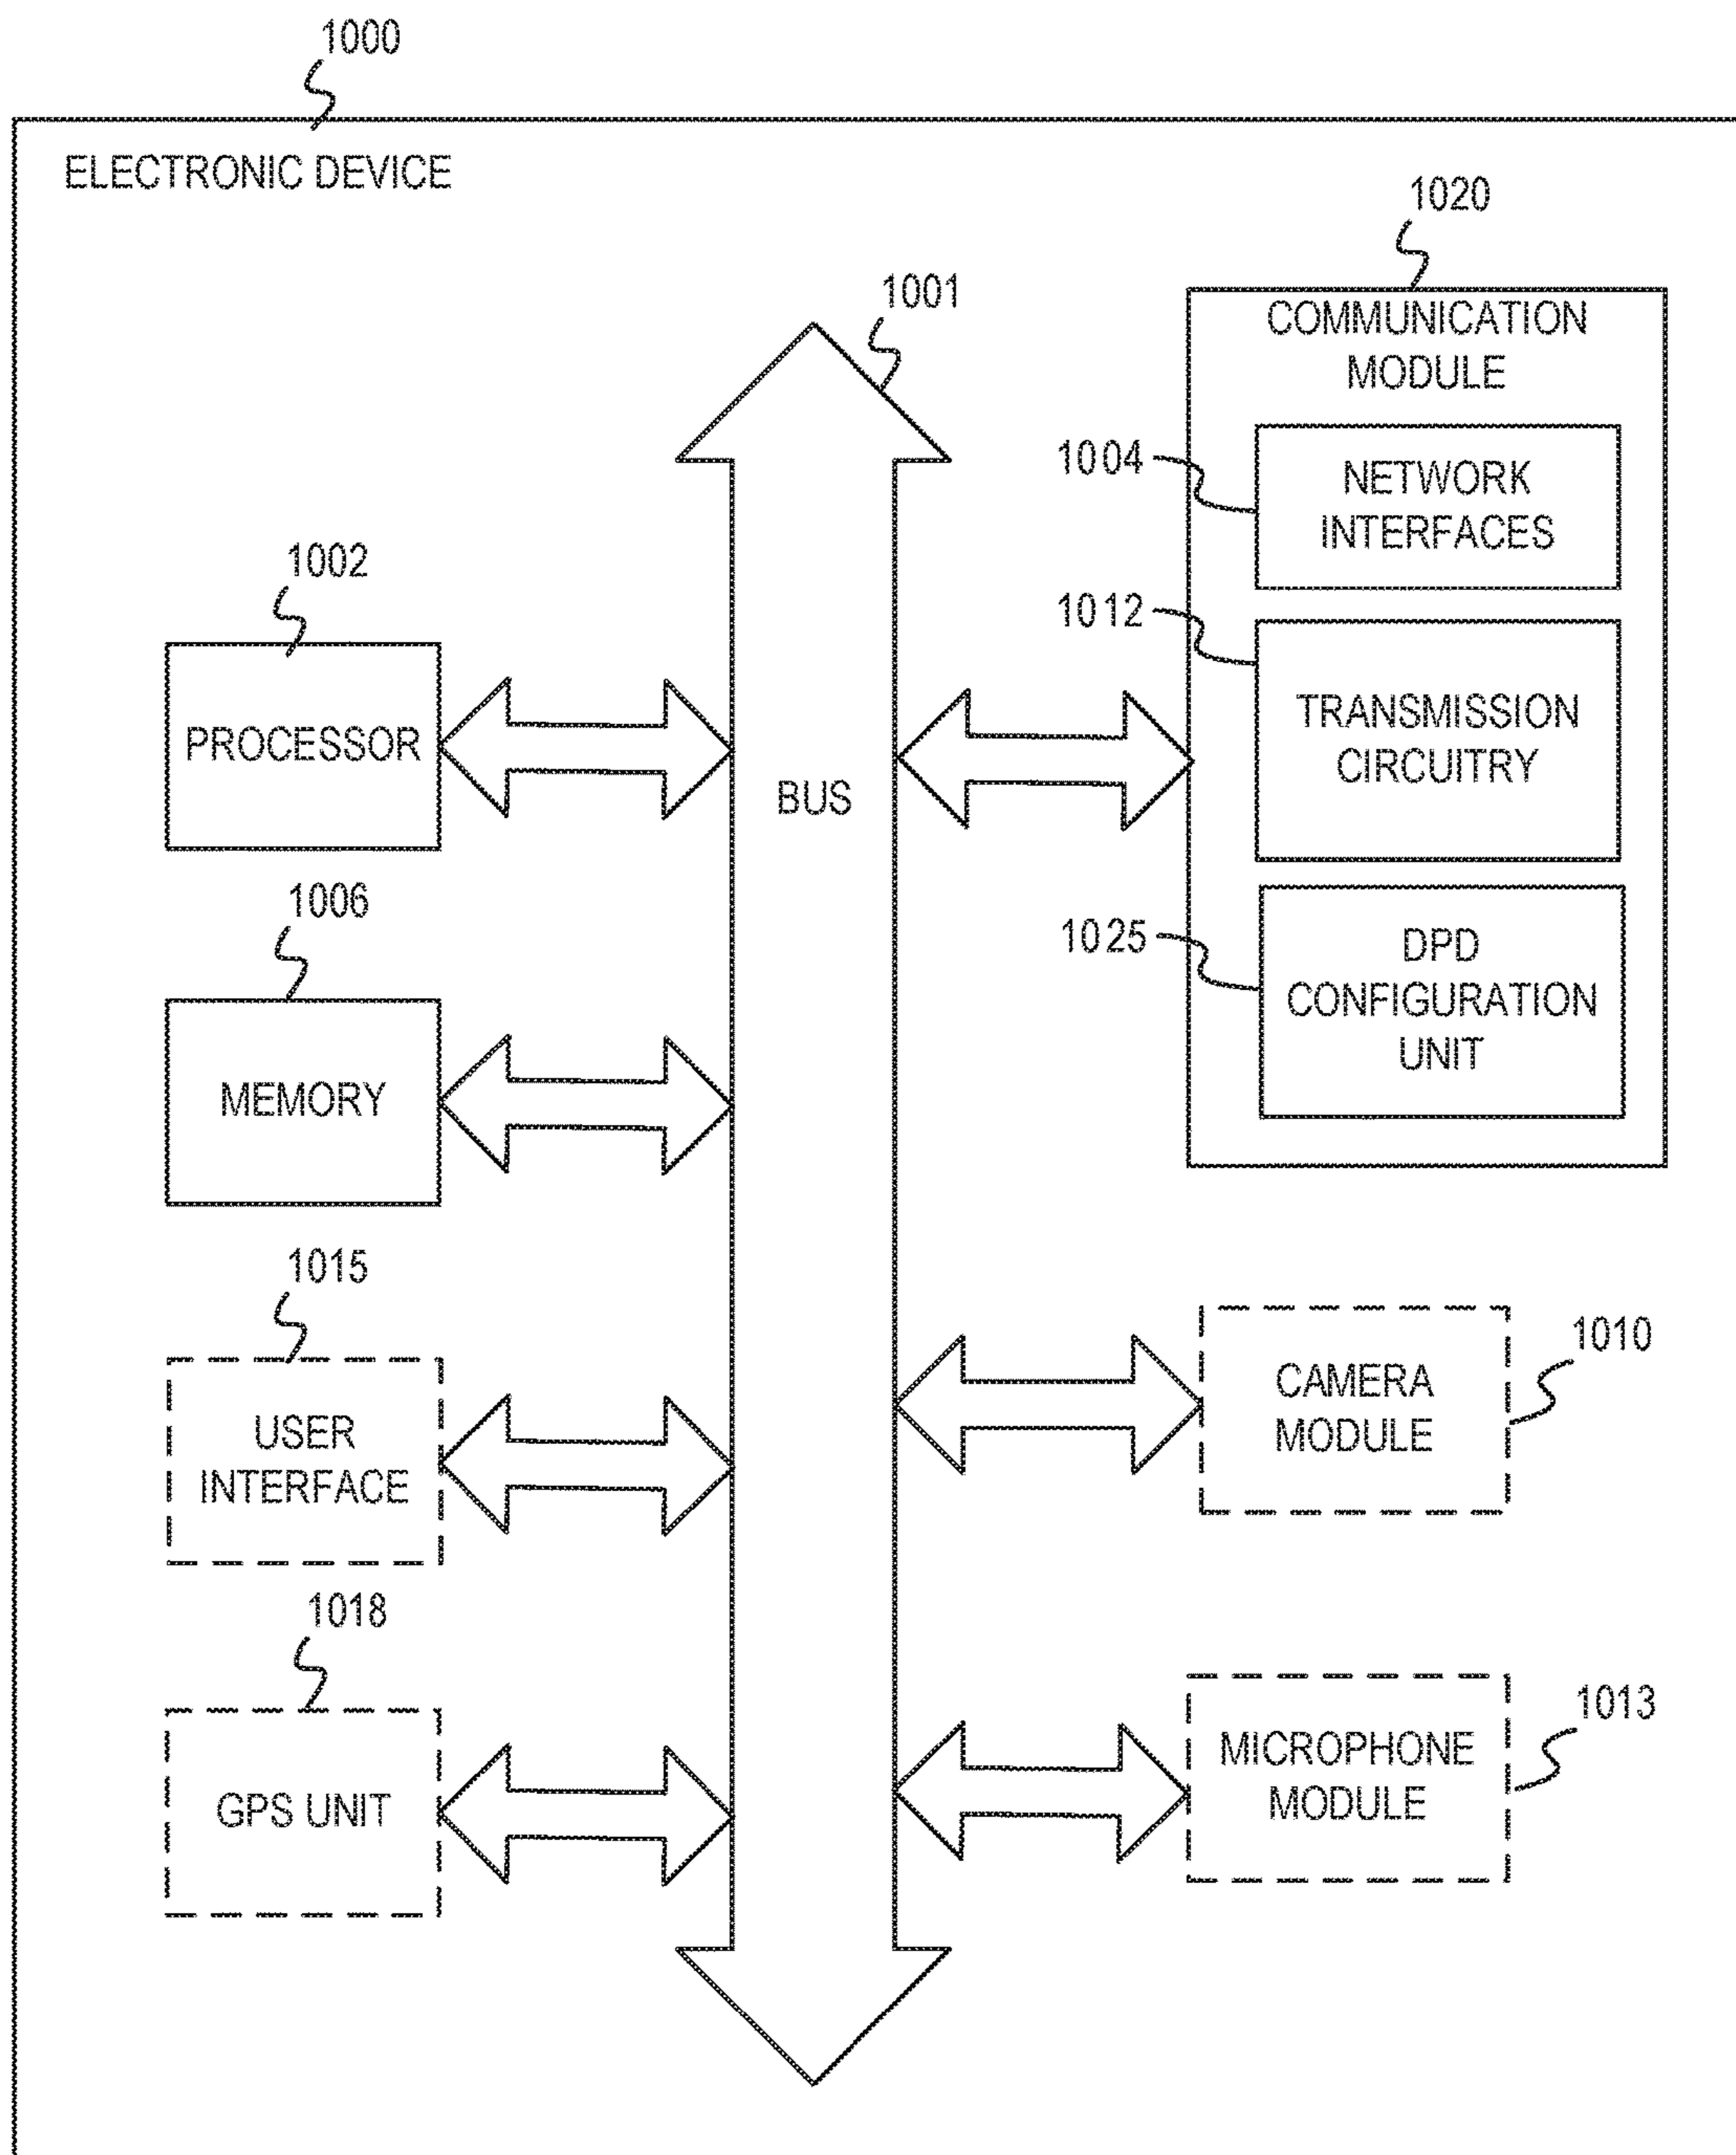 1000
ELECTRONIC DEVICE
1020
1001
COMMUNICATION
MODULE
1004
NETWORK
INTERFACES
1002
1012
PROCESSOR
BUS
TRANSMISSION
CIRCUITRY
1006
1025
DPD
CONFIGURATION
UNIT
MEMORY
1015
USER
INTERFACE
1010
CAMERA
MODULE
1018
GPS UNIT
1013
MICROPHONE
MODULE